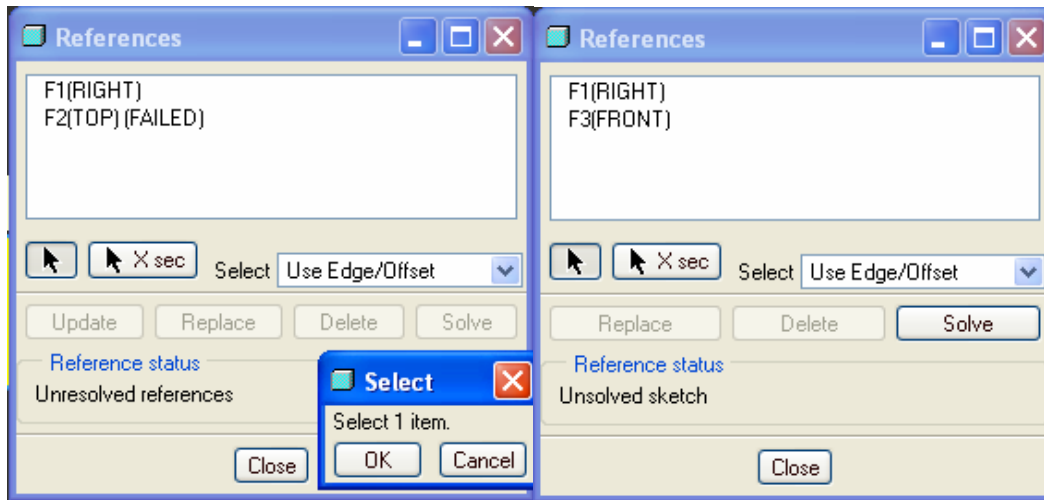 References
F1(RIGHT)
F2(TOP) (FAILED)
X sec
Select
Use Edge/Offset
Update
Replace
Delete
Solve
Reference status
Unresolved references
Close
Select
Select 1 item.
OK
Cancel
References
F1(RIGHT)
F3(FRONT)
X sec
Select
Use Edge/Offset
Replace
Delete
Solve
Reference status
Unsolved sketch
Close